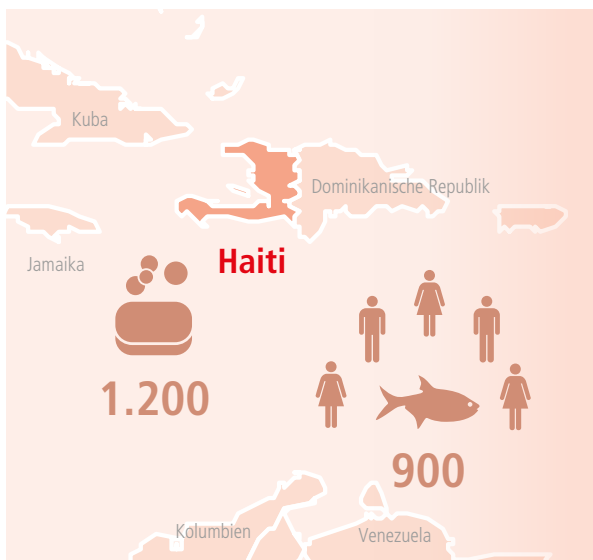 Kuba
Dominikanische Republik
Jamaika
Haiti
1.200
900
Kolumbien
Venezuela